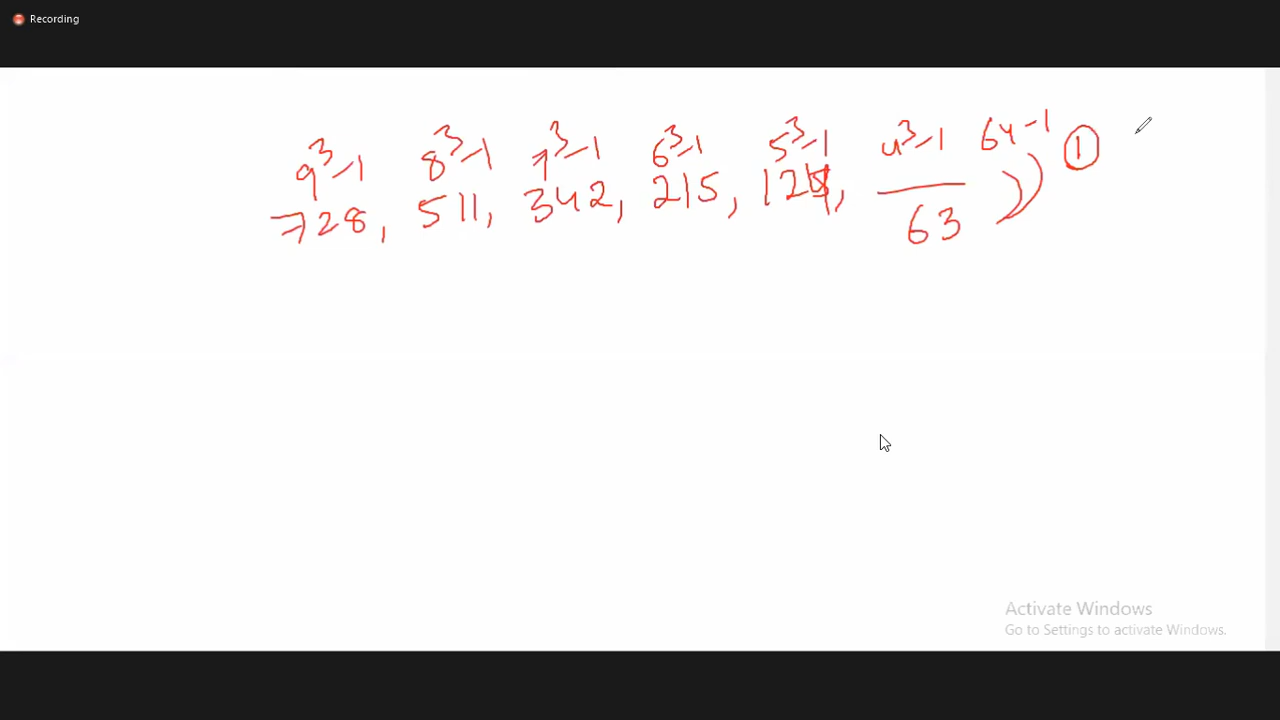 Recording
9³-1 8³-1 7³-1 6³-1 5³-1 4³-1 64-1 1
728, 511, 342, 215, 124,
63
Activate Windows
Go to Settings to activate Windows.